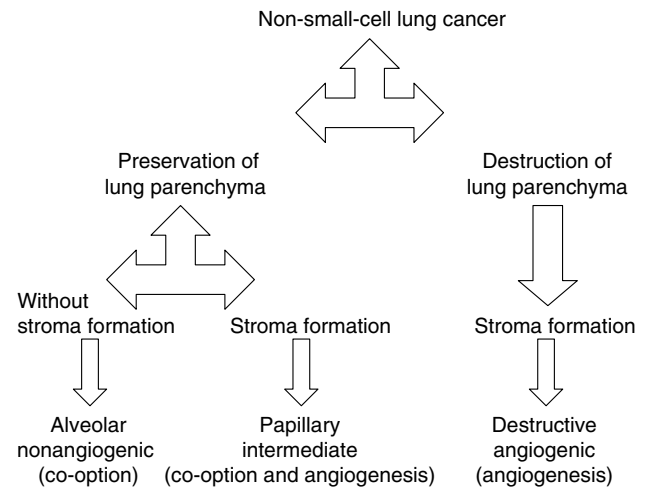 Non-small-cell lung cancer
Preservation of
lung parenchyma
Destruction of
lung parenchyma
Without
stroma formation
Stroma formation
Stroma formation
Alveolar
nonangiogenic
(co-option)
Papillary
intermediate
(co-option and angiogenesis)
Destructive
angiogenic
(angiogenesis)